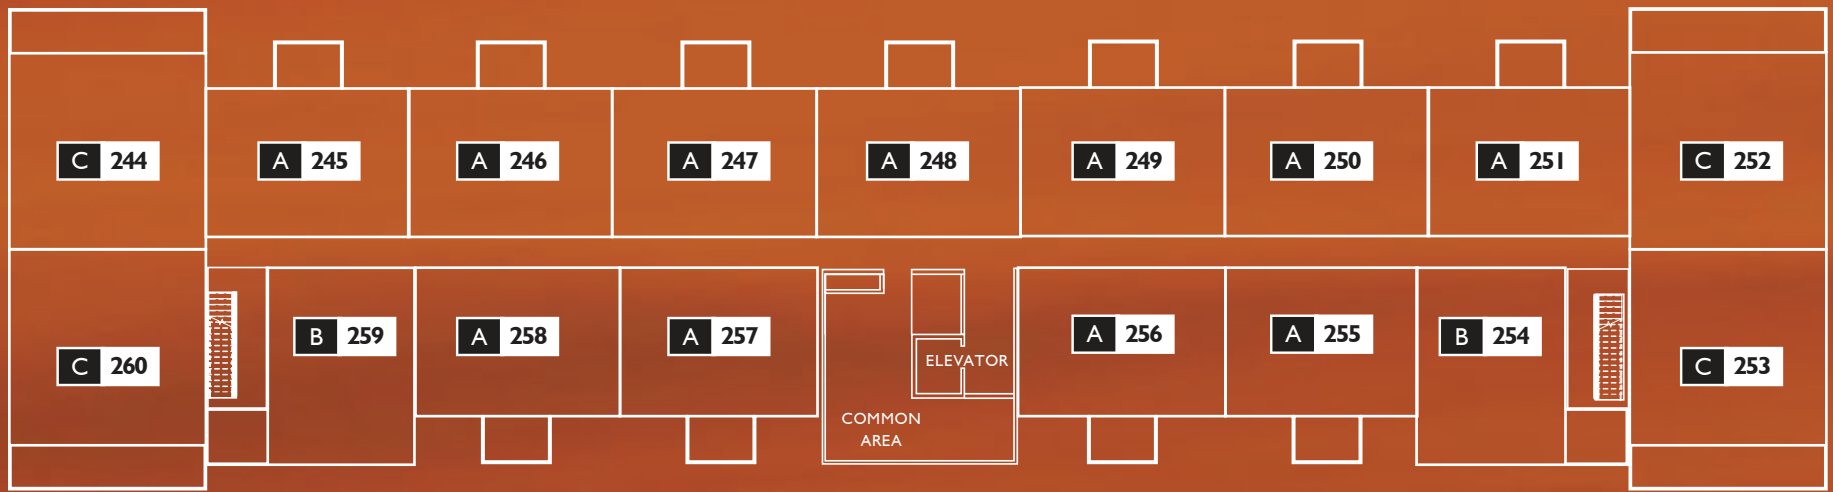 C 244
A 245
A 246
A 247
A 248
A 249
A 250
A 251
C 252
C 260
B 259
A 258
A 257
ELEVATOR
COMMON
AREA
A 256
A 255
B 254
C 253